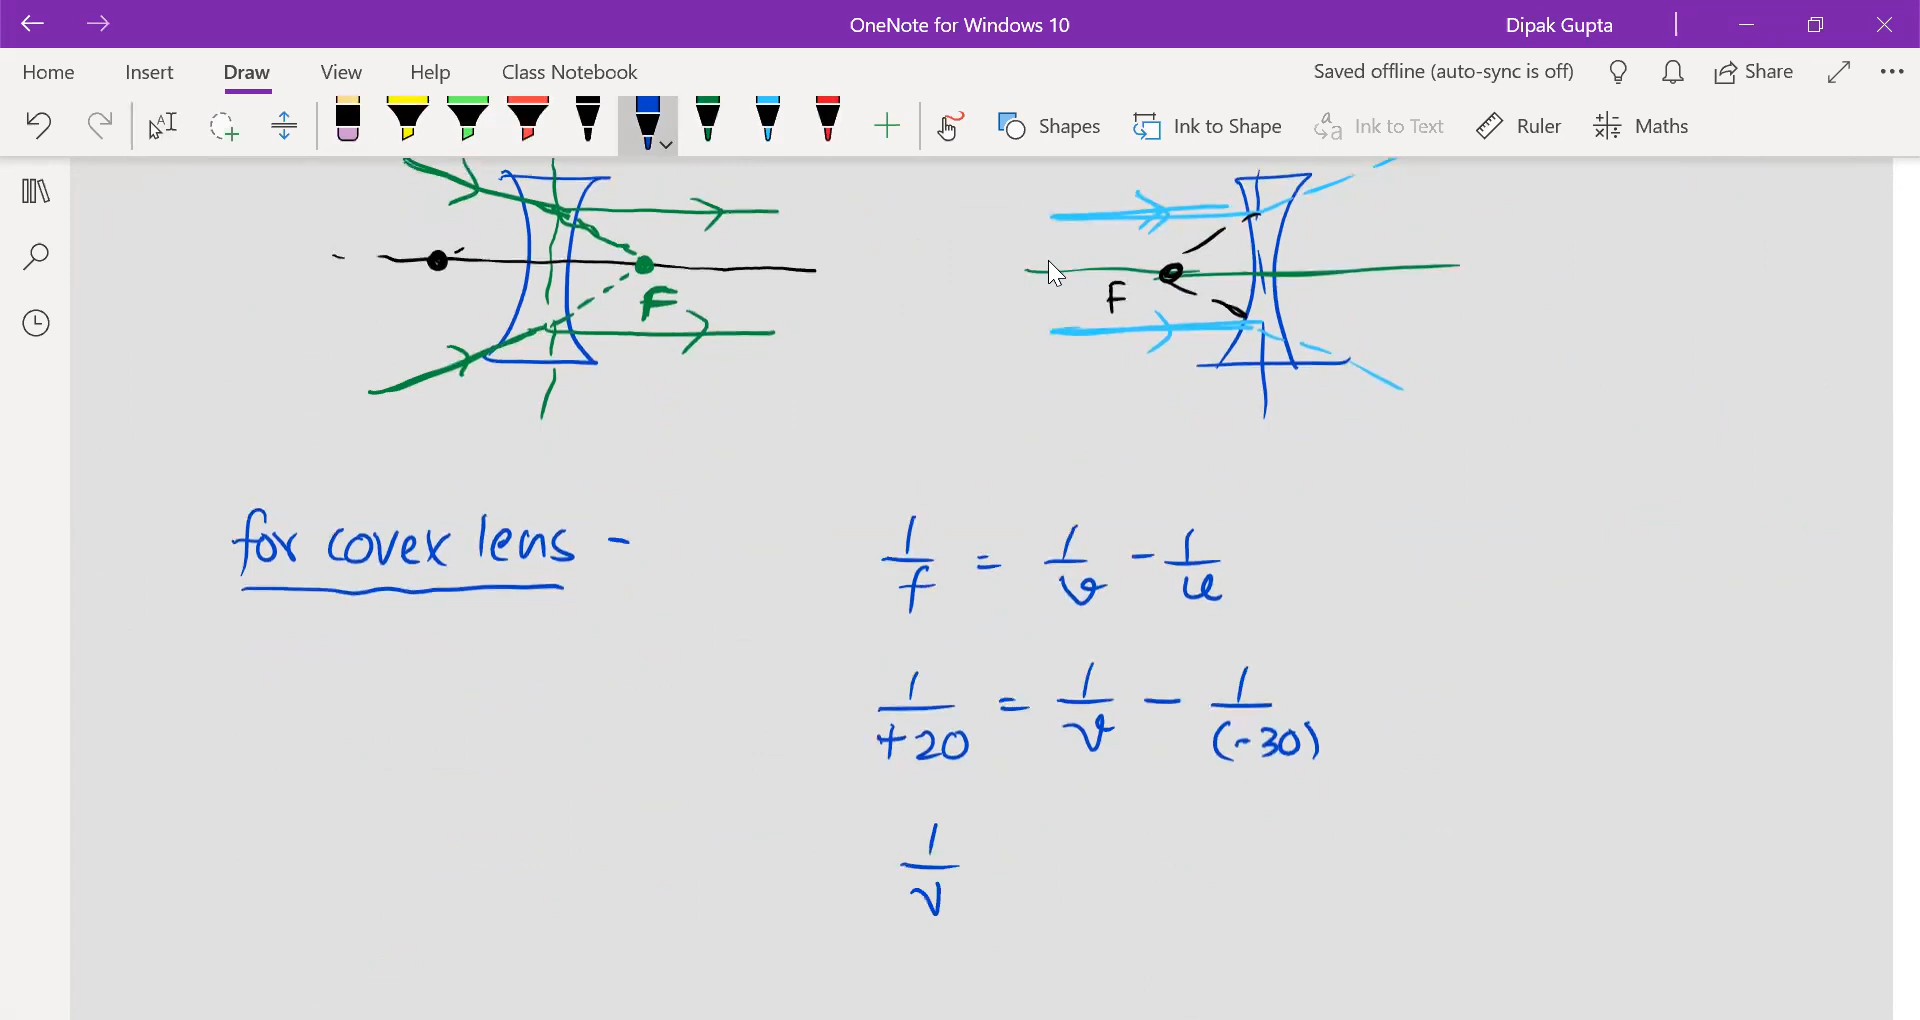 OneNote for Windows 10
Dipak Gupta
Home Insert Draw View Help Class Notebook
Saved offline (auto-sync is off)
Share
Shapes
Ink to Shape
Ink to Text
Ruler
Maths
F
F
for covex lens -
1/f = 1/v - 1/u
1/+20 = 1/v - 1/(-30)
1/v